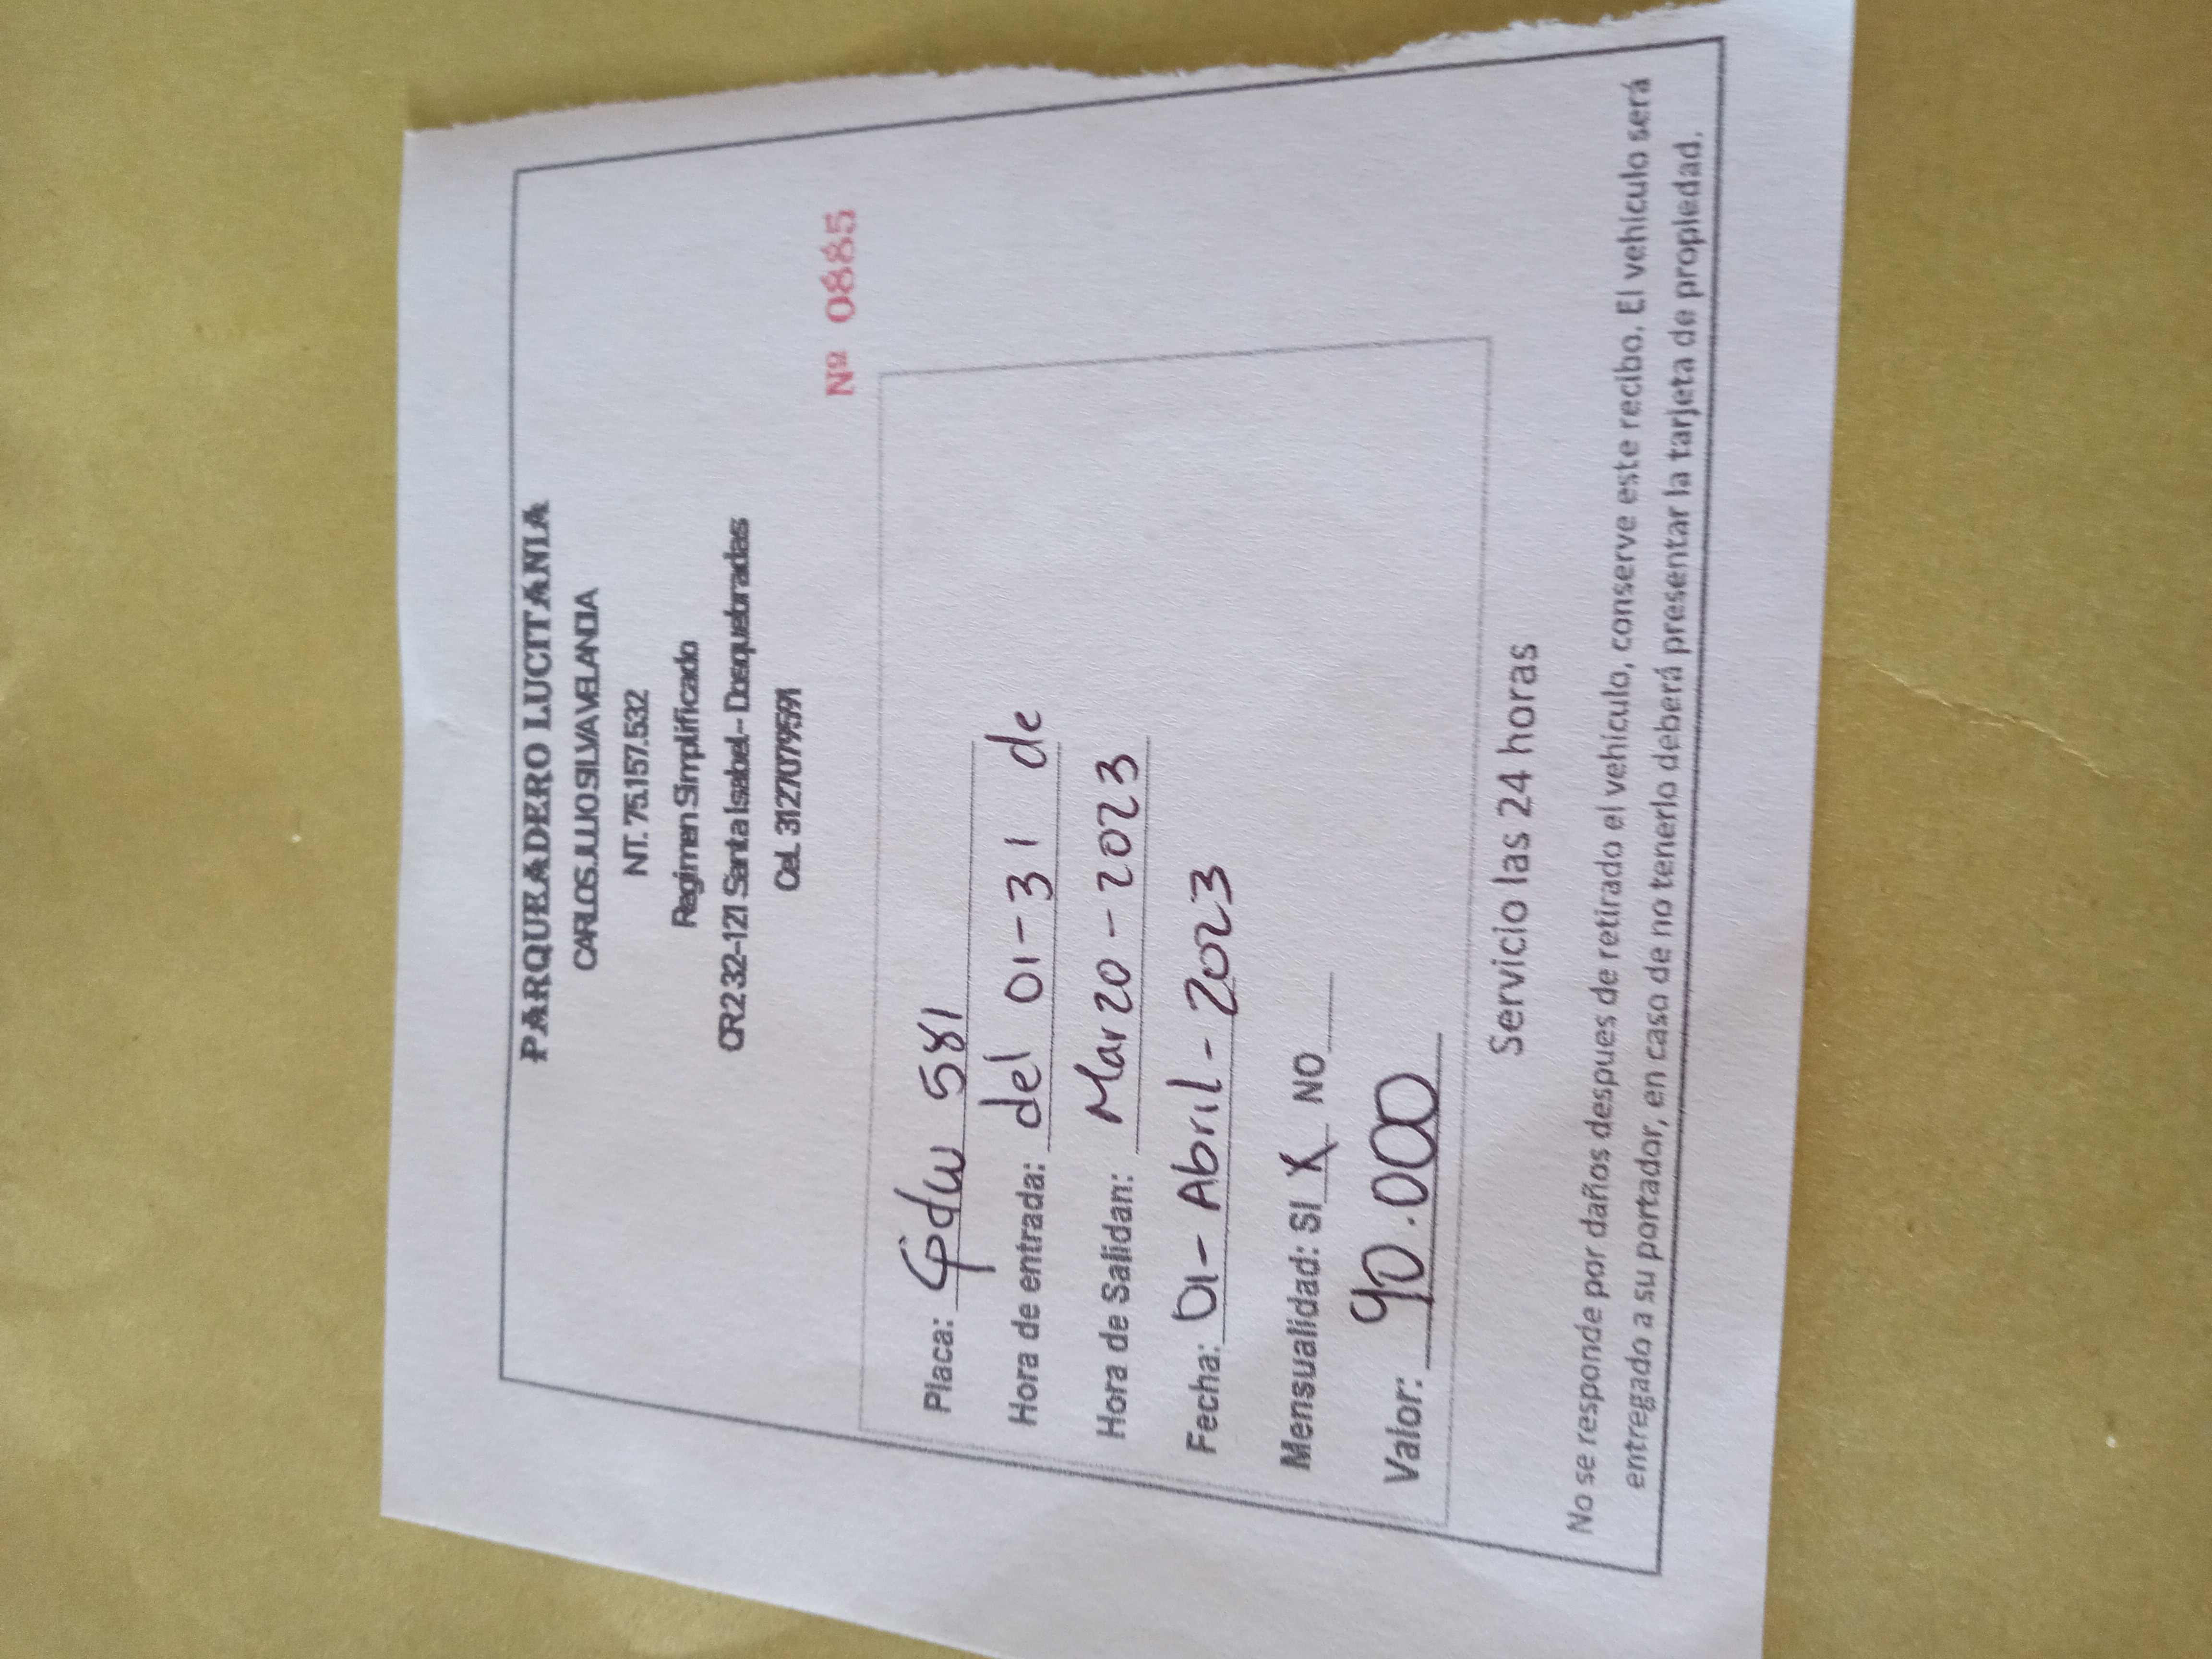 PARQUEADERO LUCITANIA
CARLOS JULIO SILVA VELANDIA
NT. 75.157.532
Regimen Simplificado
CR 2 32-121 Santa Isabel - Dosquebradas
Cel. 3127079591
Nº 0885
Placa: 581
Hora de entrada: del 01-31 de
Hora de Salidan: Marzo - 2023
Fecha: 01- Abril - 2023
Mensualidad: SI X NO
Valor: 90.000
Servicio las 24 horas
No se responde por daños despues de retirado el vehículo, conserve este recibo. El vehículo será
entregado a su portador, en caso de no tenerlo deberá presentar la tarjeta de propiedad.